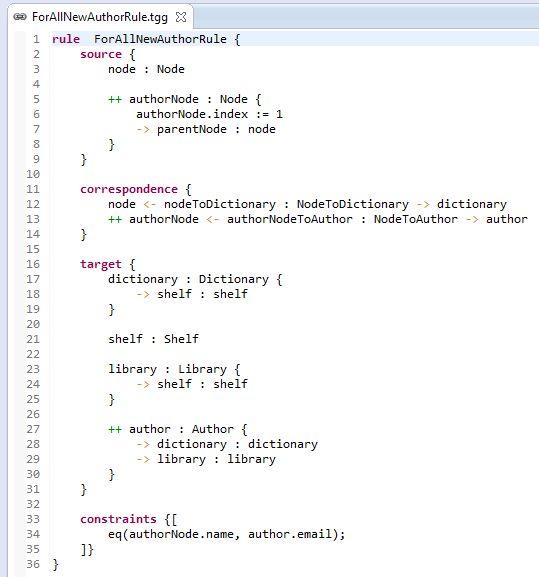 ForAllNewAuthorRule.tgg
1 rule  ForAllNewAuthorRule {
2     source {
3         node : Node
4
5         ++ authorNode : Node {
6             authorNode.index := 1
7             -> parentNode : node
8         }
9     }
10
11     correspondence {
12         node <- nodeToDictionary : NodeToDictionary -> dictionary
13         ++ authorNode <- authorNodeToAuthor : NodeToAuthor -> author
14     }
15
16     target {
17         dictionary : Dictionary {
18             -> shelf : shelf
19         }
20
21         shelf : Shelf
22
23         library : Library {
24             -> shelf : shelf
25         }
26
27         ++ author : Author {
28             -> dictionary : dictionary
29             -> library : library
30         }
31     }
32
33     constraints {[
34         eq(authorNode.name, author.email);
35     ]}
36 }